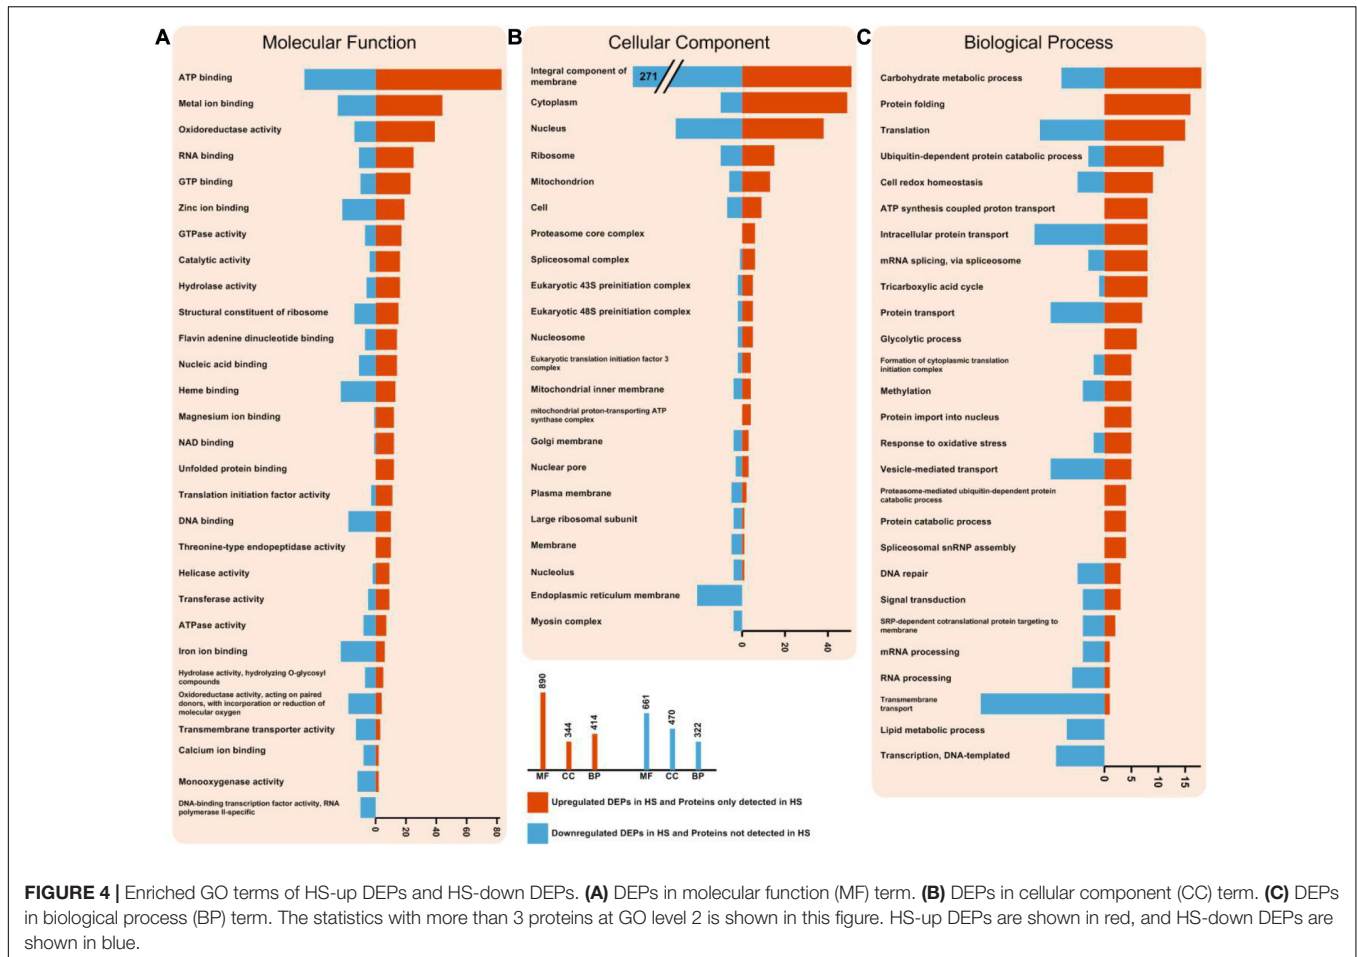 A
Molecular Function
ATP binding
Metal ion binding
Oxidoreductase activity
RNA binding
GTP binding
Zinc ion binding
GTPase activity
Catalytic activity
Hydrolase activity
Structural constituent of ribosome
Flavin adenine dinucleotide binding
Nucleic acid binding
Heme binding
Magnesium ion binding
NAD binding
Unfolded protein binding
Translation initiation factor activity
DNA binding
Threonine-type endopeptidase activity
Helicase activity
Transferase activity
ATPase activity
Iron ion binding
Hydrolase activity, hydrolyzing O-glycosyl
compounds
Oxidoreductase activity, acting on paired
donors, with incorporation or reduction of
molecular oxygen
Transmembrane transporter activity
Calcium ion binding
Monooxygenase activity
DNA-binding transcription factor activity, RNA
polymerase II-specific
0 20 40 60 80
B
Cellular Component
Integral component of
membrane
271
Cytoplasm
Nucleus
Ribosome
Mitochondrion
Cell
Proteasome core complex
Spliceosomal complex
Eukaryotic 43S preinitiation complex
Eukaryotic 48S preinitiation complex
Nucleosome
Eukaryotic translation initiation factor 3
complex
Mitochondrial inner membrane
mitochondrial proton-transporting ATP
synthase complex
Golgi membrane
Nuclear pore
Plasma membrane
Large ribosomal subunit
Membrane
Nucleolus
Endoplasmic reticulum membrane
Myosin complex
0 20 40
890 344 414 661 470 322
MF CC BP MF CC BP
Upregulated DEPs in HS and Proteins only detected in HS
Downregulated DEPs in HS and Proteins not detected in HS
C
Biological Process
Carbohydrate metabolic process
Protein folding
Translation
Ubiquitin-dependent protein catabolic process
Cell redox homeostasis
ATP synthesis coupled proton transport
Intracellular protein transport
mRNA splicing, via spliceosome
Tricarboxylic acid cycle
Protein transport
Glycolytic process
Formation of cytoplasmic translation
initiation complex
Methylation
Protein import into nucleus
Response to oxidative stress
Vesicle-mediated transport
Proteasome-mediated ubiquitin-dependent protein
catabolic process
Protein catabolic process
Spliceosomal snRNP assembly
DNA repair
Signal transduction
SRP-dependent cotranslational protein targeting to
membrane
mRNA processing
RNA processing
Transmembrane
transport
Lipid metabolic process
Transcription, DNA-templated
0 5 10 15
FIGURE 4 | Enriched GO terms of HS-up DEPs and HS-down DEPs. (A) DEPs in molecular function (MF) term. (B) DEPs in cellular component (CC) term. (C) DEPs
in biological process (BP) term. The statistics with more than 3 proteins at GO level 2 is shown in this figure. HS-up DEPs are shown in red, and HS-down DEPs are
shown in blue.